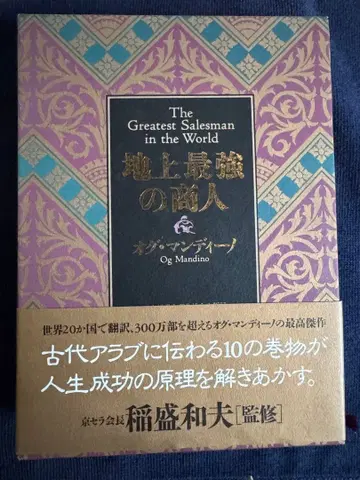 The
Greatest Salesman
in the World
地上最強
の商人
オグ・マンディーノ
Og Mandino
世界20か国で翻訳、300万部を超えるオグ・マンディーノの最高傑作
古代アラブに伝わる10の巻物が
人生成功の原理を解きあかす。
京セラ会長 稲盛和夫[監修]